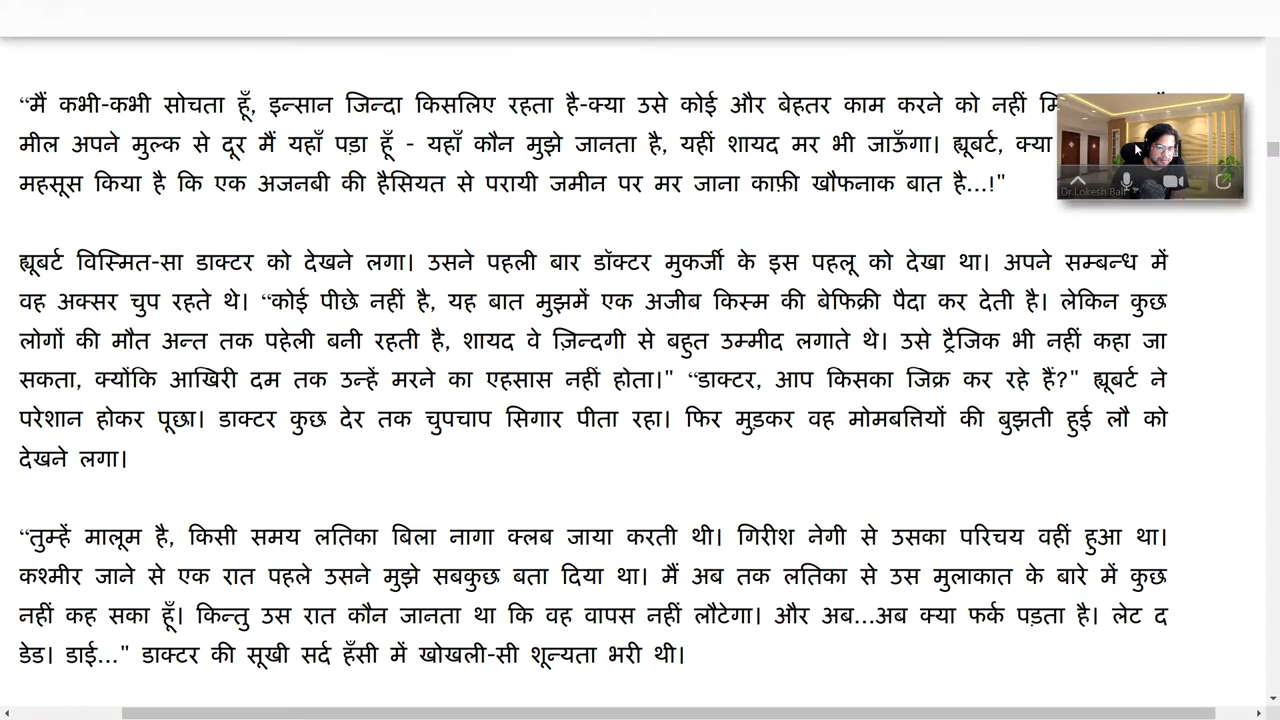 “मैं कभी-कभी सोचता हूँ, इन्सान जिन्दा किसलिए रहता है-क्या उसे कोई और बेहतर काम करने को नहीं
मील अपने मुल्क से दूर मैं यहाँ पड़ा हूँ - यहाँ कौन मुझे जानता है, यहीं शायद मर भी जाऊँगा। ह्यूबर्ट, क्या
महसूस किया है कि एक अजनबी की हैसियत से परायी जमीन पर मर जाना काफ़ी खौफनाक बात है...!"
Dr.Lokesh Bali
ह्यूबर्ट विस्मित-सा डाक्टर को देखने लगा। उसने पहली बार डॉक्टर मुकर्जी के इस पहलू को देखा था। अपने सम्बन्ध में
वह अक्सर चुप रहते थे। “कोई पीछे नहीं है, यह बात मुझमें एक अजीब किस्म की बेफिक्री पैदा कर देती है। लेकिन कुछ
लोगों की मौत अन्त तक पहेली बनी रहती है, शायद वे ज़िन्दगी से बहुत उम्मीद लगाते थे। उसे ट्रैजिक भी नहीं कहा जा
सकता, क्योंकि आखिरी दम तक उन्हें मरने का एहसास नहीं होता।" “डाक्टर, आप किसका जिक्र कर रहे हैं?" ह्यूबर्ट ने
परेशान होकर पूछा। डाक्टर कुछ देर तक चुपचाप सिगार पीता रहा। फिर मुड़कर वह मोमबत्तियों की बुझती हुई लौ को
देखने लगा।
“तुम्हें मालूम है, किसी समय लतिका बिला नागा क्लब जाया करती थी। गिरीश नेगी से उसका परिचय वहीं हुआ था।
कश्मीर जाने से एक रात पहले उसने मुझे सबकुछ बता दिया था। मैं अब तक लतिका से उस मुलाकात के बारे में कुछ
नहीं कह सका हूँ। किन्तु उस रात कौन जानता था कि वह वापस नहीं लौटेगा। और अब...अब क्या फर्क पड़ता है। लेट द
डेड। डाई..." डाक्टर की सूखी सर्द हँसी में खोखली-सी शून्यता भरी थी।